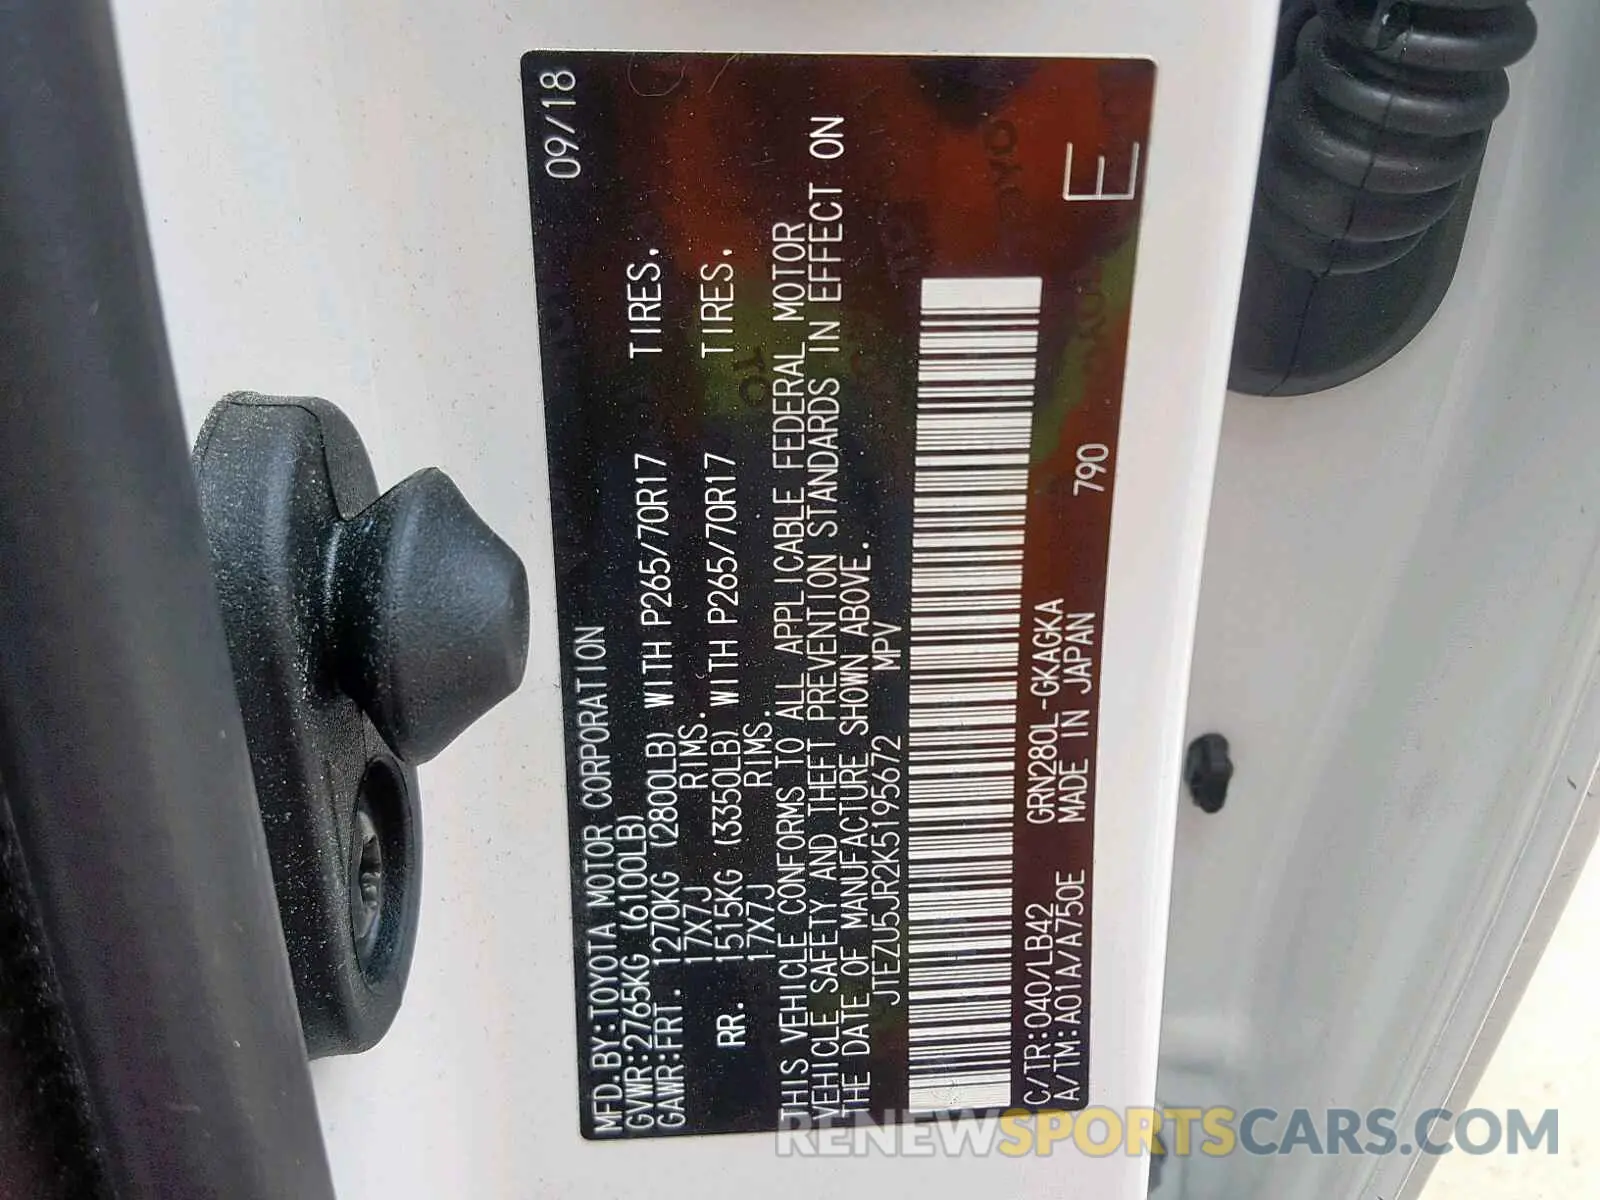 MFD.BY:TOYOTA MOTOR CORPORATION 09/18
GVWR:2765KG (6100LB)
GAWR:FRT. 1270KG (2800LB) WITH P265/70R17 TIRES.
17X7J RIMS.
RR. 1515KG (3350LB) WITH P265/70R17 TIRES.
17X7J RIMS.
THIS VEHICLE CONFORMS TO ALL APPLICABLE FEDERAL MOTOR
VEHICLE SAFETY AND THEFT PREVENTION STANDARDS IN EFFECT ON
THE DATE OF MANUFACTURE SHOWN ABOVE.
JTEZU5JR2K5195672 MPV
C/TR:040/LB42 GRN280L-GKAGKA
A/TM:A01A/A750E MADE IN JAPAN 790 E
RENEWSPORTSCARS.COM